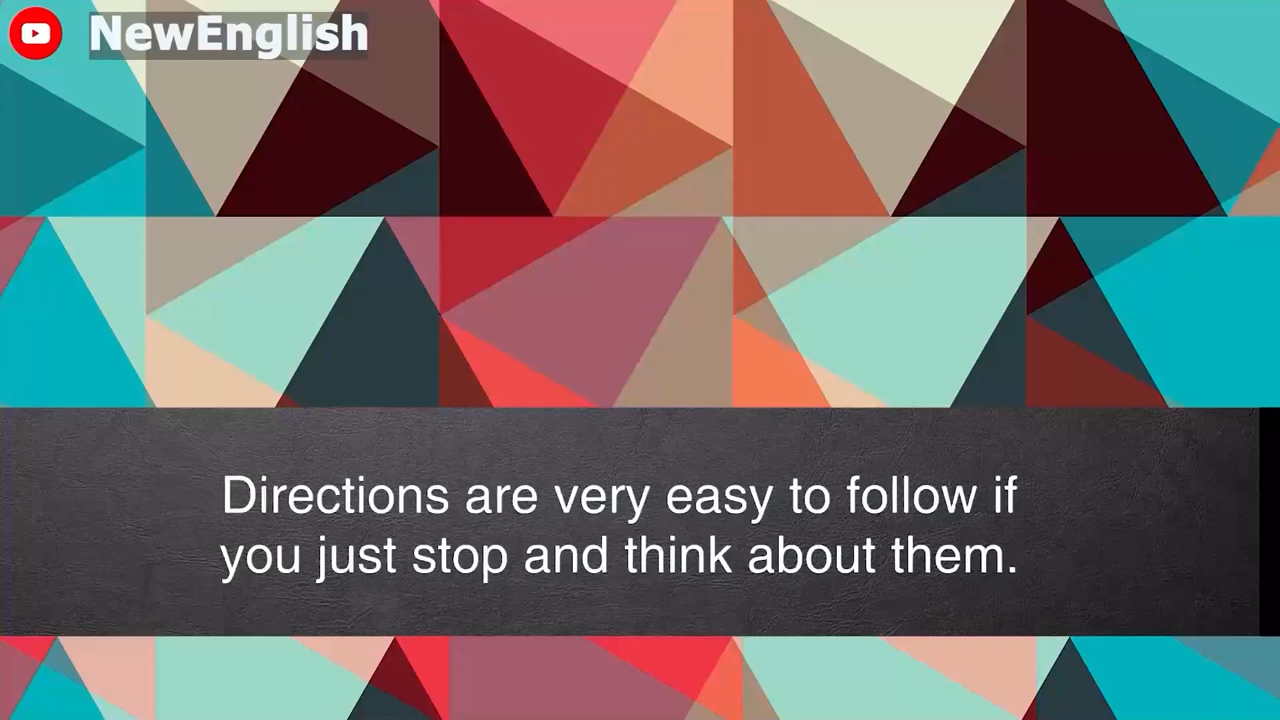 NewEnglish
Directions are very easy to follow if
you just stop and think about them.